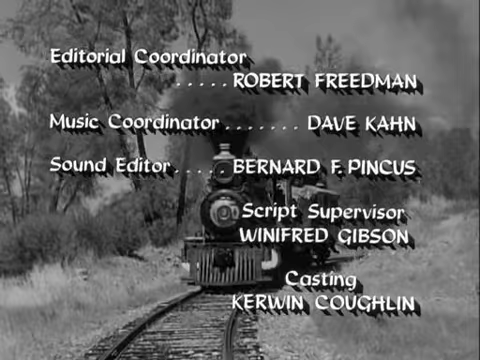 Editorial Coordinator
.....ROBERT FREEDMAN
Music Coordinator.......DAVE KAHN
Sound Editor.....BERNARD F. PINCUS
Script Supervisor
WINIFRED GIBSON
Casting
KERWIN COUGHLIN